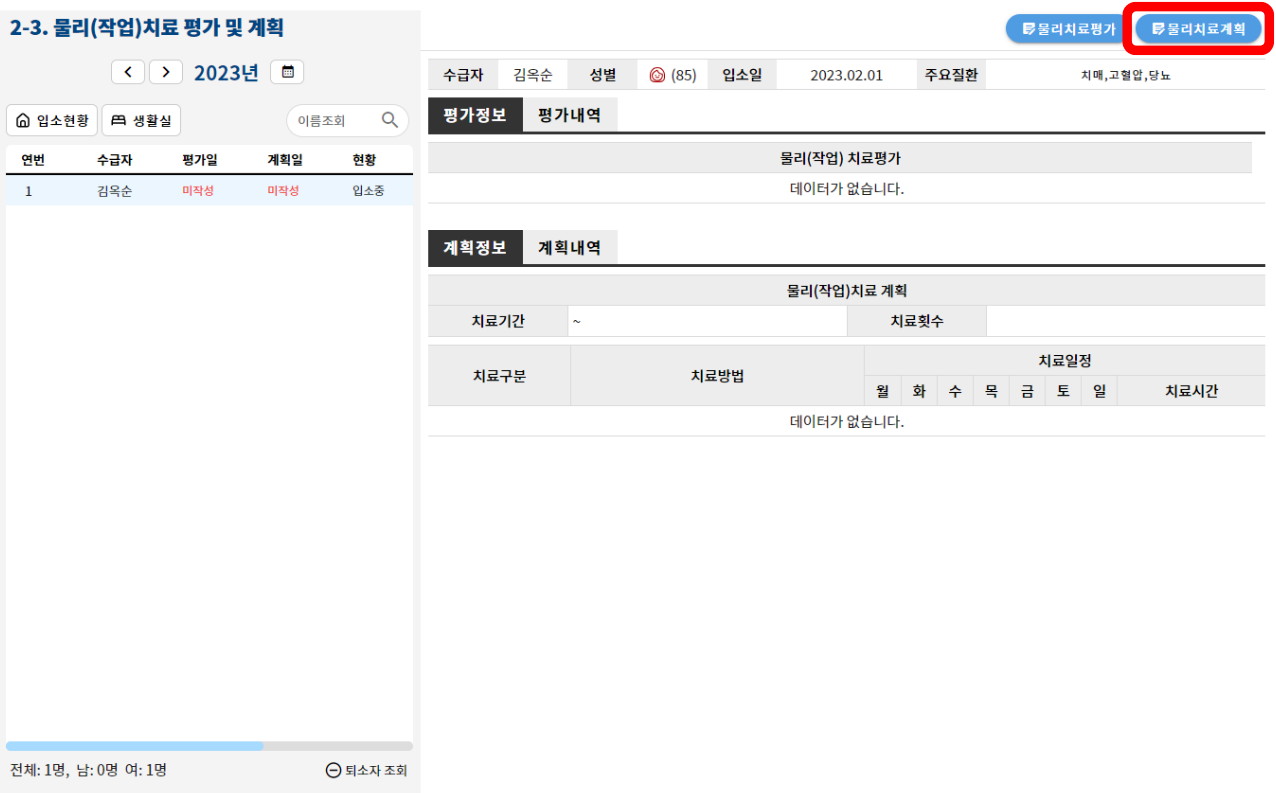 2-3. 물리(작업)치료 평가 및 계획
2023년
입소현황 생활실 이름조회
연번 수급자 평가일 계획일 현황
1 김옥순 미작성 미작성 입소중
전체: 1명, 남: 0명 여: 1명 퇴소자 조회
물리치료평가 물리치료계획
수급자 김옥순 성별 (85) 입소일 2023.02.01 주요질환 치매,고혈압,당뇨
평가정보 평가내역
물리(작업) 치료평가
데이터가 없습니다.
계획정보 계획내역
물리(작업)치료 계획
치료기간 ~ 치료횟수
치료구분 치료방법 치료일정
월 화 수 목 금 토 일 치료시간
데이터가 없습니다.